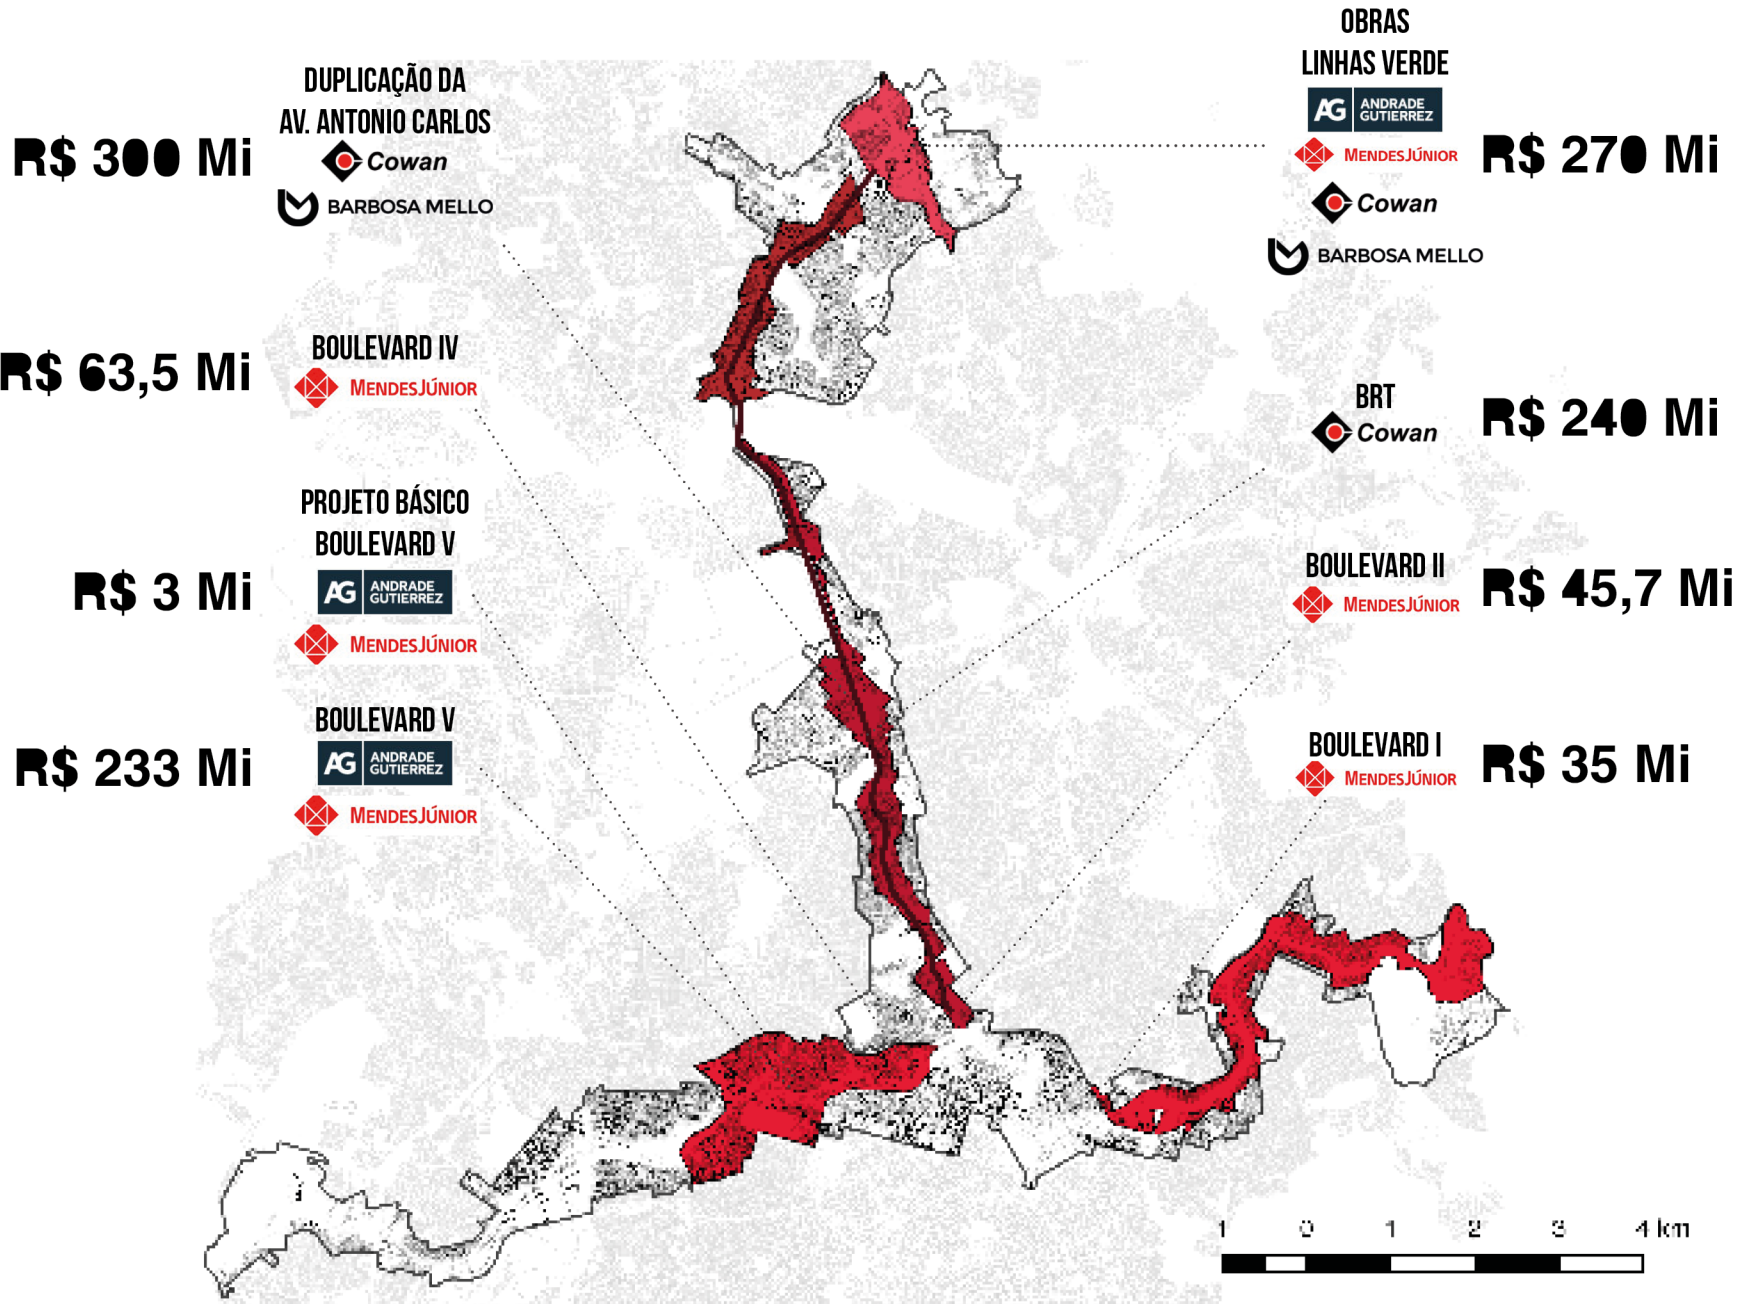 DUPLICAÇÃO DA
AV. ANTONIO CARLOS
R$ 300 Mi
Cowan
BARBOSA MELLO
BOULEVARD IV
R$ 63,5 Mi
MENDESJÚNIOR
PROJETO BÁSICO
BOULEVARD V
R$ 3 Mi
AG ANDRADE
GUTIERREZ
MENDESJÚNIOR
BOULEVARD V
R$ 233 Mi
AG ANDRADE
GUTIERREZ
MENDESJÚNIOR
OBRAS
LINHAS VERDE
AG ANDRADE
GUTIERREZ
MENDESJÚNIOR
R$ 270 Mi
Cowan
BARBOSA MELLO
BRT
Cowan
R$ 240 Mi
BOULEVARD II
MENDESJÚNIOR
R$ 45,7 Mi
BOULEVARD I
MENDESJÚNIOR
R$ 35 Mi
1 0 1 2 3 4 km